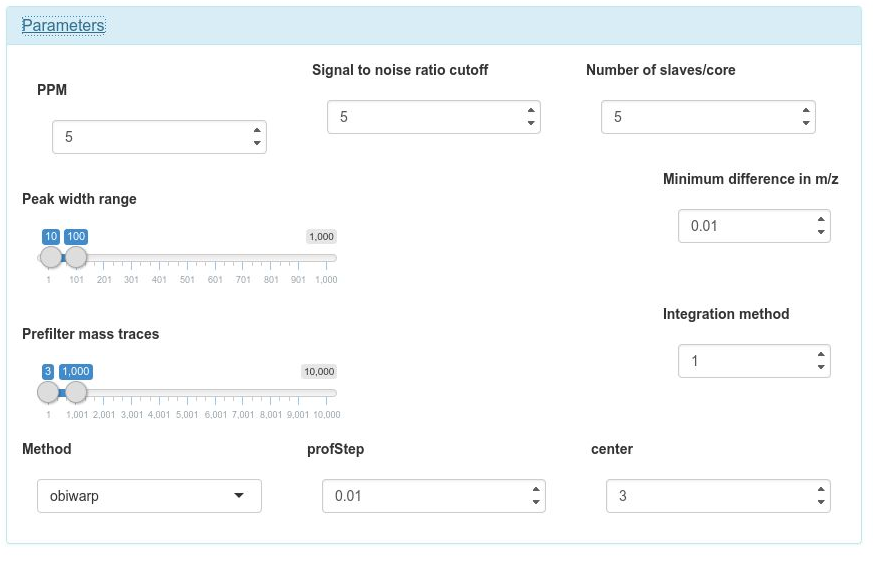 Parameters
PPM
Signal to noise ratio cutoff
Number of slaves/core
5
5
5
Peak width range
Minimum difference in m/z
10 100 1,000
0.01
1 101 201 301 401 501 601 701 801 901 1,000
Prefilter mass traces
Integration method
3 1,000 10,000
1
1 1,001 2,001 3,001 4,001 5,001 6,001 7,001 8,001 9,001 10,000
Method profStep center
obiwarp 0.01 3